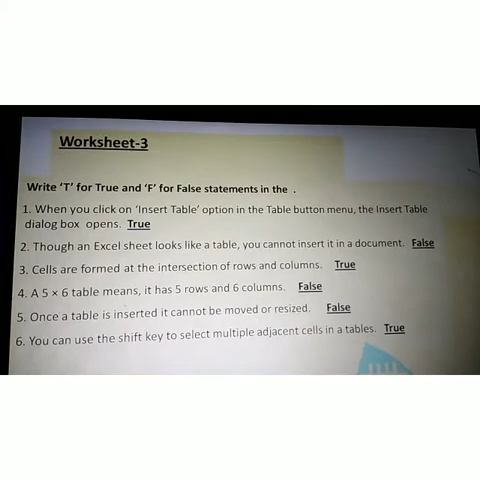 Worksheet-3
Write ‘T’ for True and ‘F’ for False statements in the .
1. When you click on ‘Insert Table’ option in the Table button menu, the Insert Table
dialog box opens. True
2. Though an Excel sheet looks like a table, you cannot insert it in a document. False
3. Cells are formed at the intersection of rows and columns. True
4. A 5 × 6 table means, it has 5 rows and 6 columns. False
5. Once a table is inserted it cannot be moved or resized. False
6. You can use the shift key to select multiple adjacent cells in a tables. True